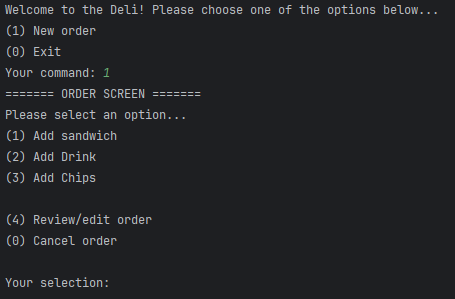 Welcome to the Deli! Please choose one of the options below...
(1) New order
(0) Exit
Your command: 1
======= ORDER SCREEN =======
Please select an option...
(1) Add sandwich
(2) Add Drink
(3) Add Chips
(4) Review/edit order
(0) Cancel order
Your selection: